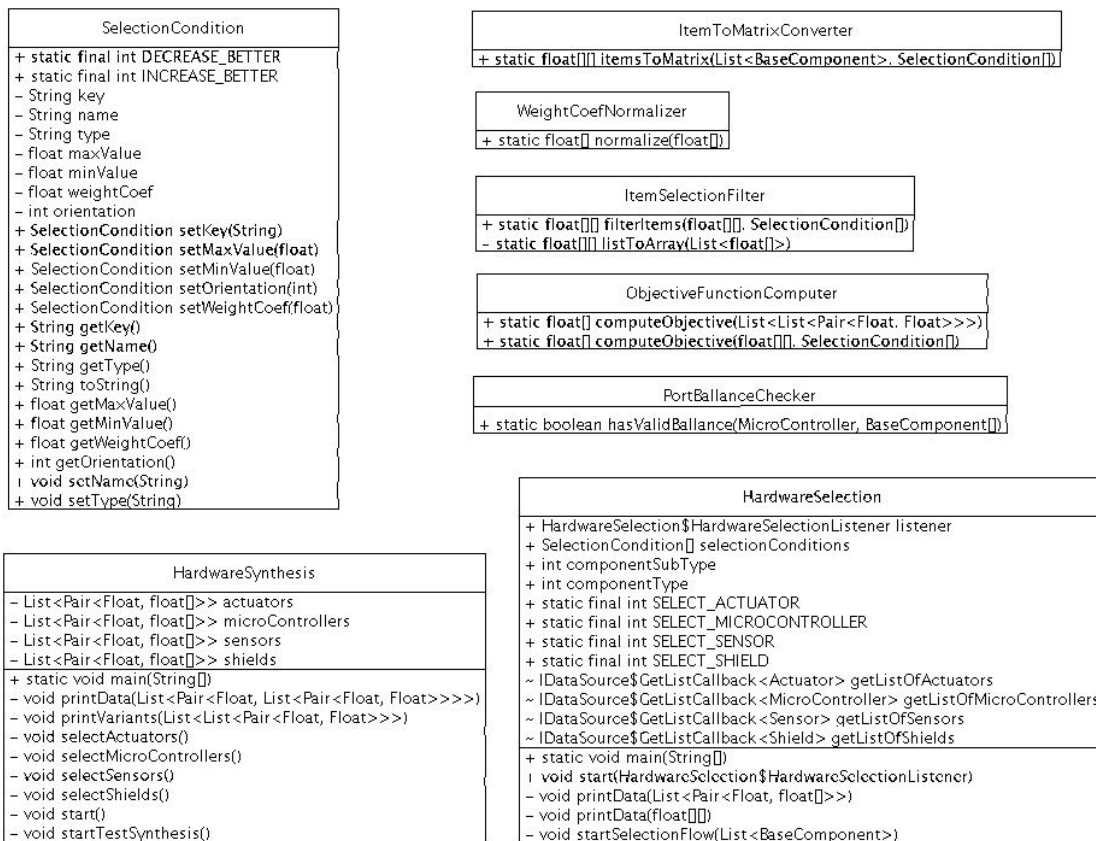 SelectionCondition
+ static final int DECREASE_BETTER
+ static final int INCREASE_BETTER
- String key
- String name
- String type
- float maxValue
- float minValue
- float weightCoef
- int orientation
+ SelectionCondition setKey(String)
+ SelectionCondition setMaxValue(float)
+ SelectionCondition setMinValue(float)
+ SelectionCondition setOrientation(int)
+ SelectionCondition setWeightCoef(float)
+ String getKey()
+ String getName()
+ String getType()
+ String toString()
+ float getMaxValue()
+ float getMinValue()
+ float getWeightCoef()
+ int getOrientation()
+ void setName(String)
+ void setType(String)
ItemToMatrixConverter
+ static float[][] itemsToMatrix(List<BaseComponent>, SelectionCondition[])
WeightCoefNormalizer
+ static float[] normalize(float[])
ItemSelectionFilter
+ static float[][] filterItems(float[][], SelectionCondition[])
- static float[][] listToArray(List<float[]>)
ObjectiveFunctionComputer
+ static float[] computeObjective(List<List<Pair<Float, Float>>>)
+ static float[] computeObjective(float[][], SelectionCondition[])
PortBallanceChecker
+ static boolean hasValidBallance(MicroController, BaseComponent[])
HardwareSynthesis
- List<Pair<Float, float[]>> actuators
- List<Pair<Float, float[]>> microControllers
- List<Pair<Float, float[]>> sensors
- List<Pair<Float, float[]>> shields
+ static void main(String[])
- void printData(List<Pair<Float, List<Pair<Float, Float>>>>)
- void printVariants(List<List<Pair<Float, Float>>>)
- void selectActuators()
- void selectMicroControllers()
- void selectSensors()
- void selectShields()
- void start()
- void startTestSynthesis()
HardwareSelection
+ HardwareSelection$HardwareSelectionListener listener
+ SelectionCondition[] selectionConditions
+ int componentSubType
+ int componentType
+ static final int SELECT_ACTUATOR
+ static final int SELECT_MICROCONTROLLER
+ static final int SELECT_SENSOR
+ static final int SELECT_SHIELD
~ IDataSource$GetListCallback<Actuator> getListOfActuators
~ IDataSource$GetListCallback<MicroController> getListOfMicroControllers
~ IDataSource$GetListCallback<Sensor> getListOfSensors
~ IDataSource$GetListCallback<Shield> getListOfShields
+ static void main(String[])
+ void start(HardwareSelection$HardwareSelectionListener)
- void printData(List<Pair<Float, float[]>>)
- void printData(float[][])
- void startSelectionFlow(List<BaseComponent>)